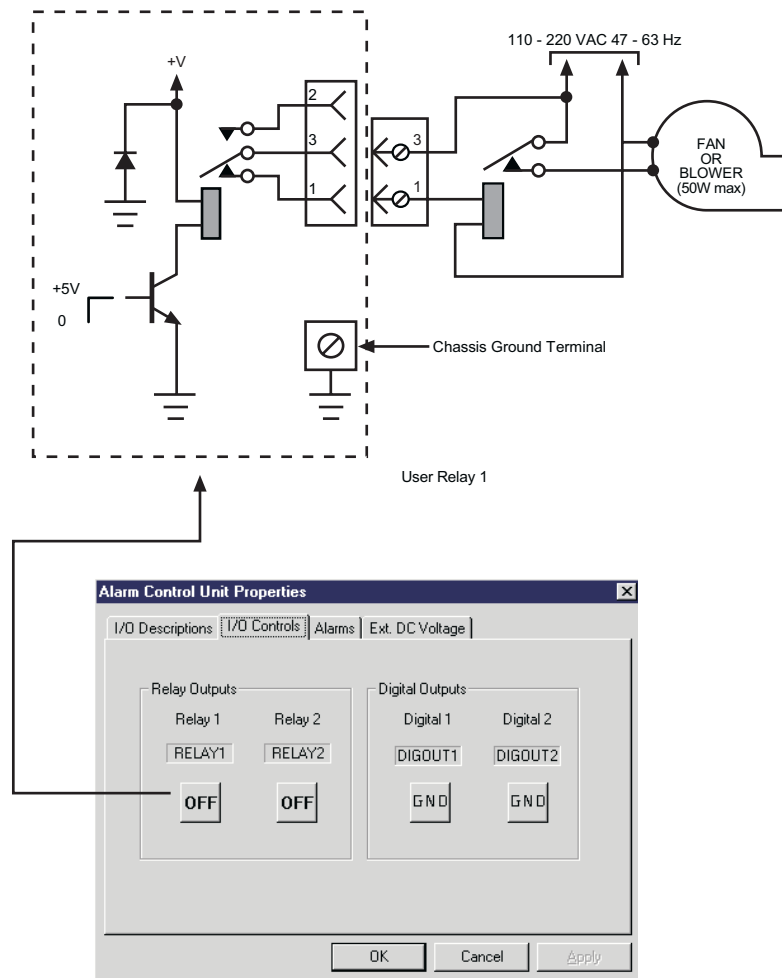 110 - 220 VAC 47 - 63 Hz
+V
2
3
1
3
1
FAN
OR
BLOWER
(50W max)
+5V
0
Chassis Ground Terminal
User Relay 1
Alarm Control Unit Properties
I/O Descriptions I/O Controls Alarms Ext. DC Voltage
Relay Outputs
Relay 1 Relay 2
RELAY1 RELAY2
OFF OFF
Digital Outputs
Digital 1 Digital 2
DIGOUT1 DIGOUT2
GND GND
OK Cancel Apply